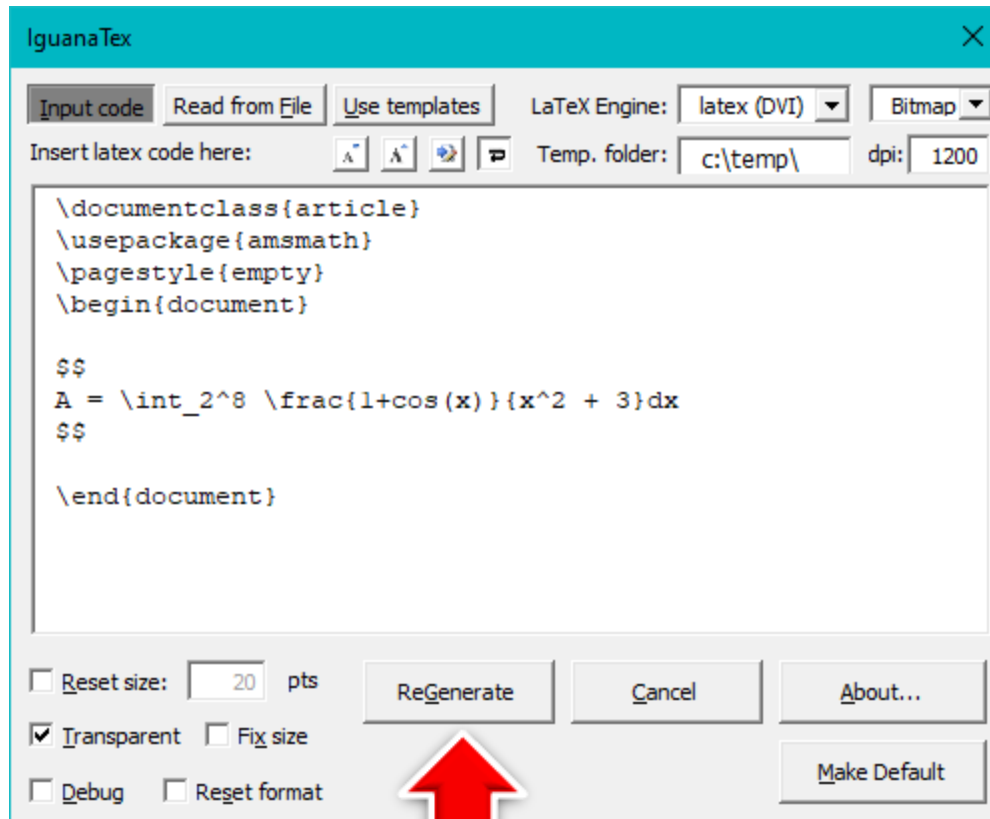 IguanaTex
Input code Read from File Use templates LaTeX Engine: latex (DVI) Bitmap
Insert latex code here: Temp. folder: c:\temp\ dpi: 1200
\documentclass{article}
\usepackage{amsmath}
\pagestyle{empty}
\begin{document}
$$
A = \int_2^8 \frac{1+cos(x)}{x^2 + 3}dx
$$
\end{document}
Reset size: 20 pts ReGenerate Cancel About...
Transparent Fix size
Make Default
Debug Reset format